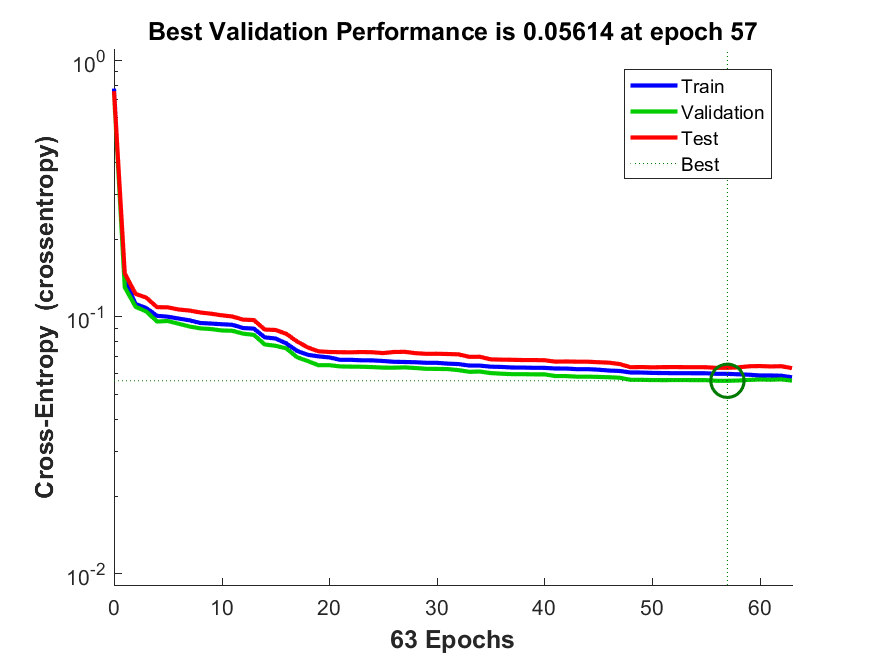 Best Validation Performance is 0.05614 at epoch 57
Cross-Entropy (crossentropy)
10^0
10^-1
10^-2
Train
Validation
Test
Best
0 10 20 30 40 50 60
63 Epochs